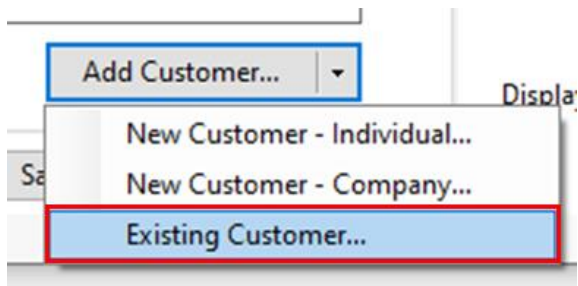 Add Customer...
Displa
New Customer - Individual...
Sa
New Customer - Company...
Existing Customer...